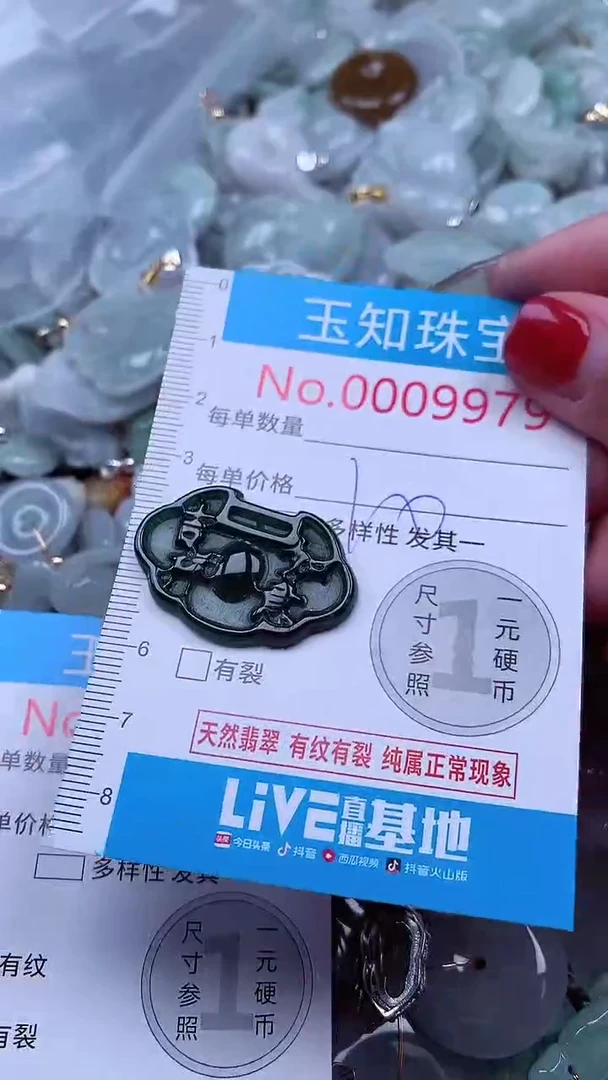 0
1
玉知珠宝
2
No.0009979
每单数量
3
每单价格
多样性 发其一
尺寸参照
1
一元硬币
6
有裂
7
天然翡翠 有纹有裂 纯属正常现象
8
LiVE直播基地
头条 今日头条 抖音 西瓜视频 抖音火山版
No
单数量
单价格
多样性 发其一
有纹
尺寸参照
1
一元硬币
有裂